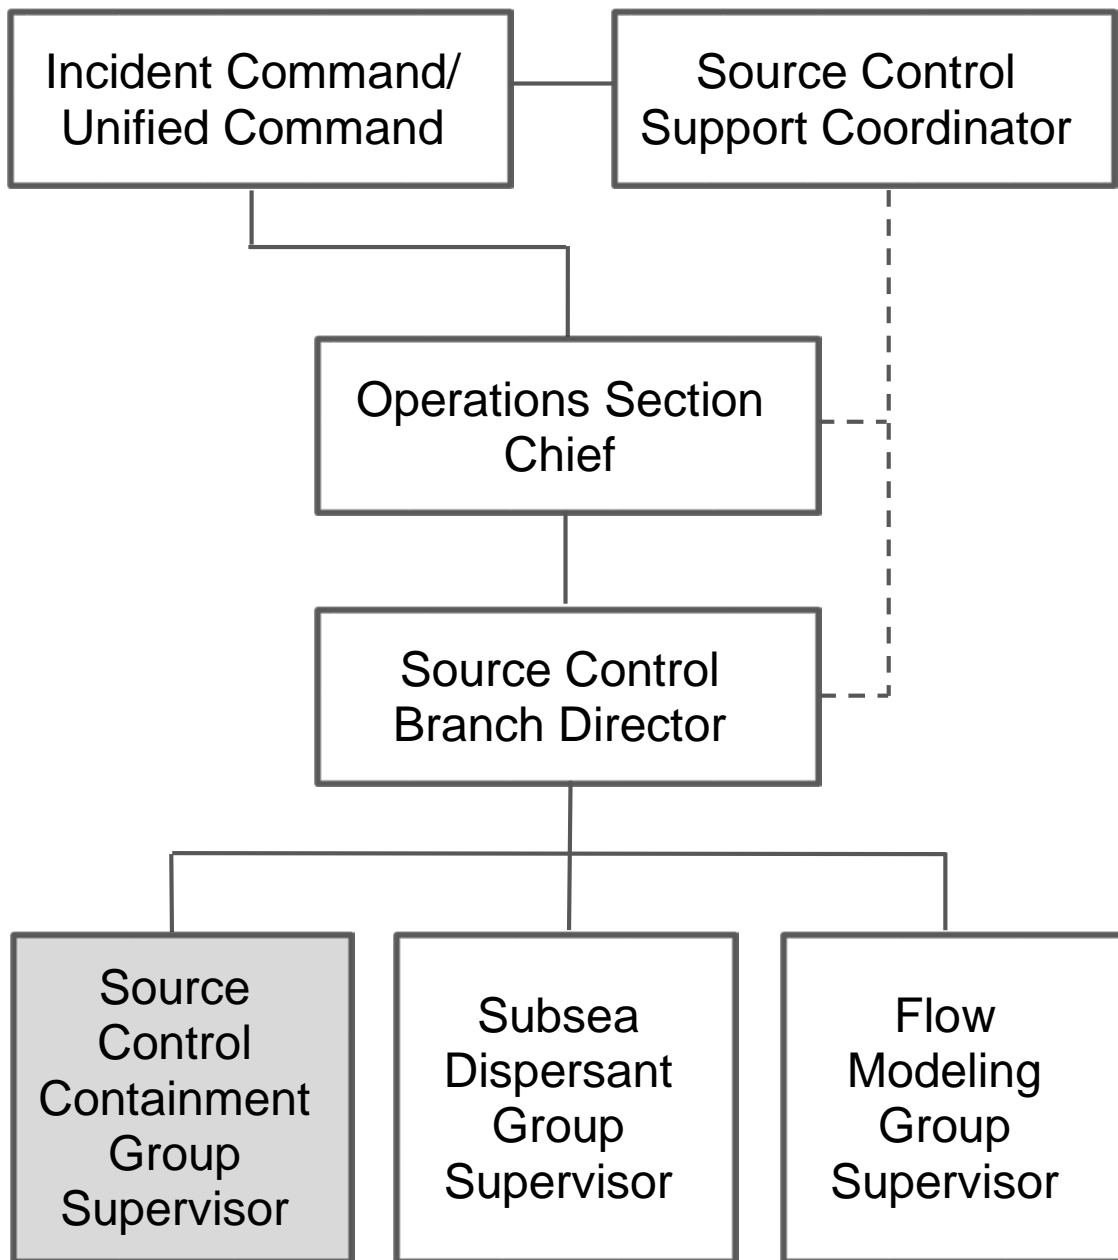 Incident Command/
Unified Command
Source Control
Support Coordinator
Operations Section
Chief
Source Control
Branch Director
Source
Control
Containment
Group
Supervisor
Subsea
Dispersant
Group
Supervisor
Flow
Modeling
Group
Supervisor